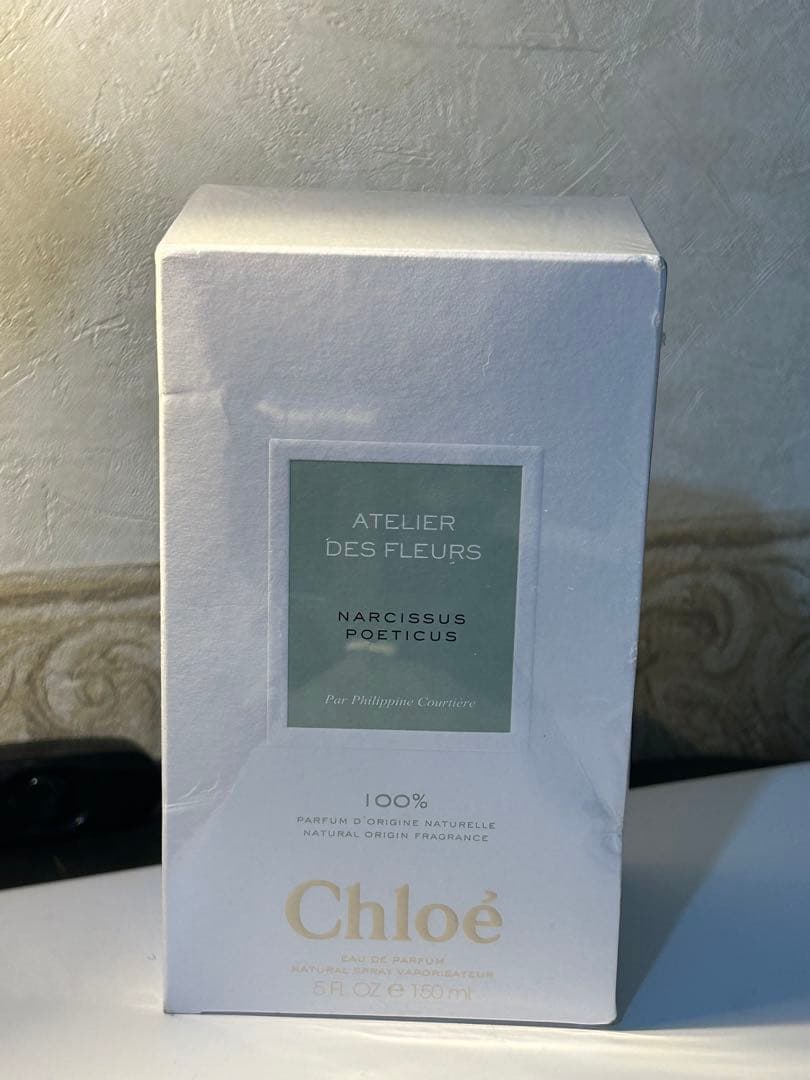 ATELIER
DES FLEURS
NARCISSUS
POETICUS
Par Philippine Courtière
100%
PARFUM D'ORIGINE NATURELLE
NATURAL ORIGIN FRAGRANCE
Chloé
EAU DE PARFUM
NATURAL SPRAY VAPORISATEUR
5 FL. OZ e 150 ml